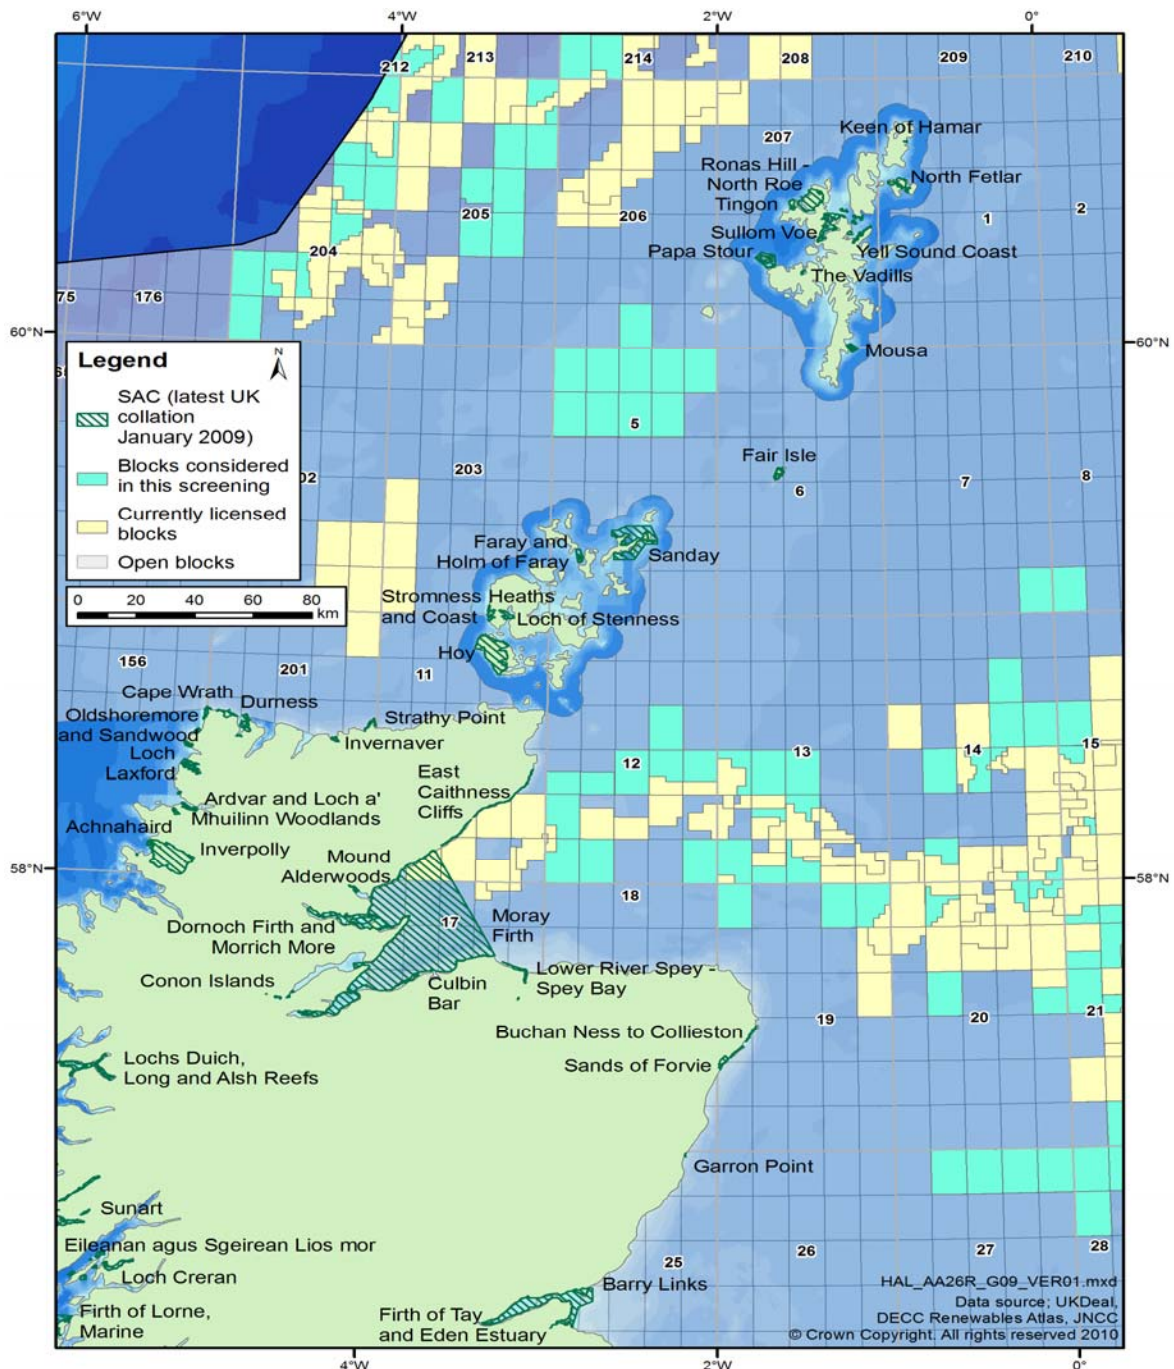 6°W
4°W
2°W
0°
212
213
214
208
209
210
207
Keen of Hamar
Ronas Hill -
North Roe
Tingon
North Fetlar
205
206
1
2
204
Sullom Voe
Papa Stour
Yell Sound Coast
The Vadills
75
176
60°N
60°N
Mousa
Legend
N
SAC (latest UK
collation
January 2009)
Blocks considered
in this screening
Currently licensed
blocks
Open blocks
0 20 40 60 80
km
5
Fair Isle
203
02
6
7
8
Faray and
Holm of Faray
Sanday
Stromness Heaths
and Coast
Loch of Stenness
Hoy
156
201
11
Cape Wrath
Durness
Oldshoremore
and Sandwood
Strathy Point
Invernaver
Loch
Laxford
12
13
14
15
East
Caithness
Cliffs
Ardvar and Loch a'
Mhuilinn Woodlands
Achnahaird
Inverpolly
Mound
Alderwoods
58°N
58°N
18
17
Moray
Firth
Dornoch Firth and
Morrich More
Conon Islands
Culbin
Bar
Lower River Spey -
Spey Bay
19
20
21
Buchan Ness to Collieston
Sands of Forvie
Lochs Duich,
Long and Alsh Reefs
Garron Point
Sunart
Eileanan agus Sgeirean Lios mor
Loch Creran
25
26
27
28
Barry Links
Firth of Lorne,
Marine
Firth of Tay
and Eden Estuary
HAL_AA26R_G09_VER01.mxd
Data source; UKDeal,
DECC Renewables Atlas, JNCC
© Crown Copyright. All rights reserved 2010
4°W
2°W
0°